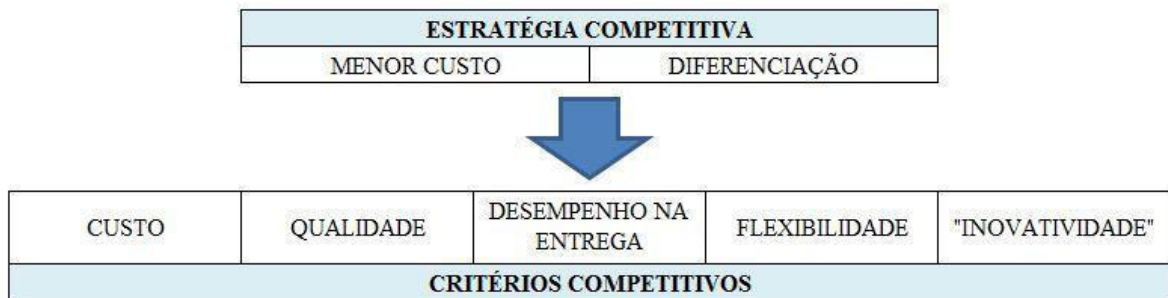 ESTRATÉGIA COMPETITIVA
MENOR CUSTO DIFERENCIAÇÃO
CUSTO QUALIDADE DESEMPENHO NA ENTREGA FLEXIBILIDADE "INOVATIVIDADE"
CRITÉRIOS COMPETITIVOS